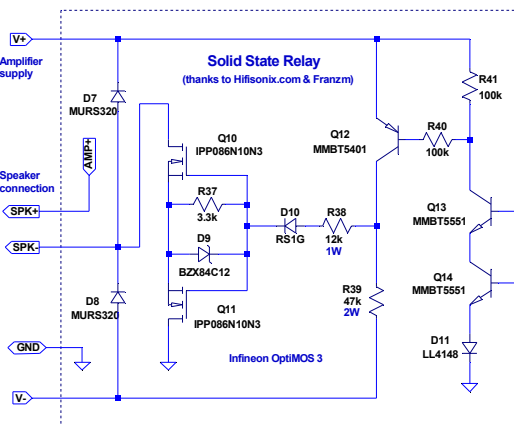 V+
Amplifier
supply
D7
MURS320
AMP+
Speaker
connection
SPK+
SPK-
D8
MURS320
GND
V-
Solid State Relay
(thanks to Hifisonix.com & Franzm)
Q10
IPP086N10N3
R37
3.3k
D9
BZX84C12
Q11
IPP086N10N3
D10
RS1G
R38
12k
1W
R39
47k
2W
Infineon OptiMOS 3
Q12
MMBT5401
R40
100k
R41
100k
Q13
MMBT5551
Q14
MMBT5551
D11
LL4148